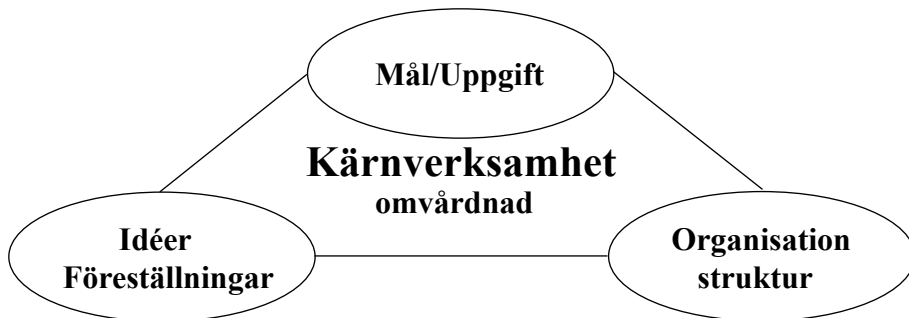 Mål/Uppgift
Kärnverksamhet
omvårdnad
Idéer
Föreställningar
Organisation
struktur